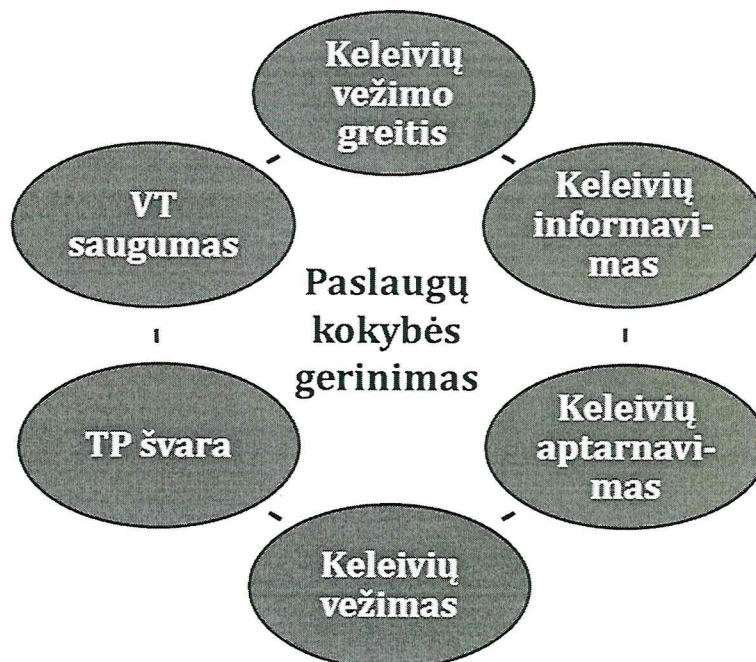 Keleivių
vežimo
greitis
Keleivių
informavi-
mas
Keleivių
aptarnavi-
mas
Keleivių
vežimas
TP švara
VT
saugumas
Paslaugų
kokybės
gerinimas